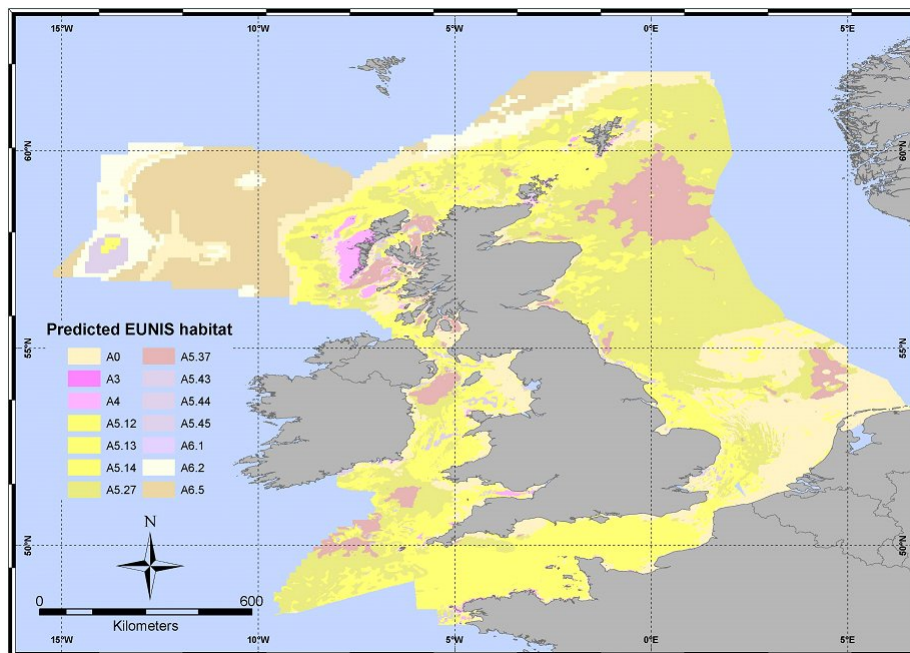 15°W 10°W 5°W 0°E 5°E
60°N 60°N
Predicted EUNIS habitat
55°N
A0 A5.37
A3 A5.43
A4 A5.44
A5.12 A5.45
A5.13 A6.1
A5.14 A6.2
A5.27 A6.5
N
50°N 50°N
0 600
Kilometers
15°W 10°W 5°W 0°E 5°E